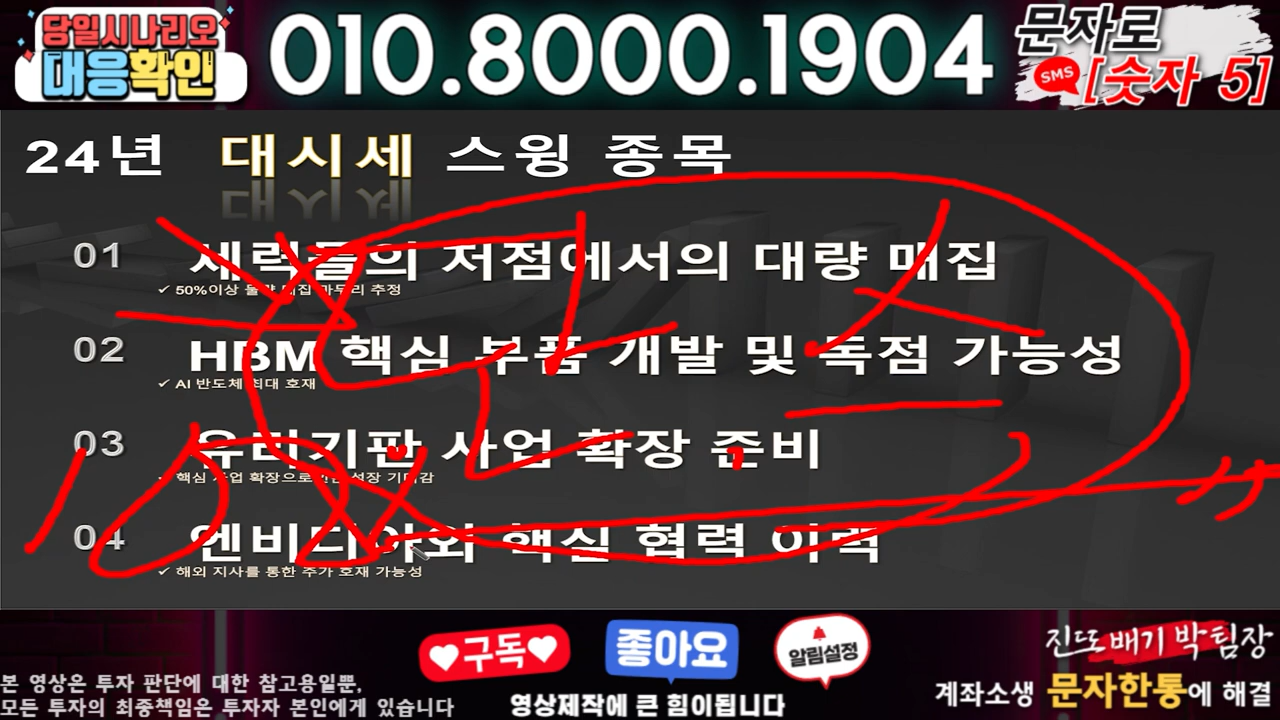 당일시나리오
대응확인
010.8000.1904
문자로
SMS
[숫자 5]
24년 대시세 스윙 종목
01 세력들의 저점에서의 대량 매집
✓ 50%이상 물량 매집 마무리 추정
02 HBM 핵심 부품 개발 및 독점 가능성
✓ AI 반도체 최대 호재
03 유리기판 사업 확장 준비
✓ 핵심 사업 확장으로 인한 성장 기대감
04 엔비디아와 핵심 협력 이력
✓ 해외 지사를 통한 추가 호재 가능성
구독
좋아요
알림설정
영상제작에 큰 힘이됩니다
본 영상은 투자 판단에 대한 참고용일뿐,
모든 투자의 최종책임은 투자자 본인에게 있습니다
진또배기 박팀장
계좌소생 문자한통에 해결